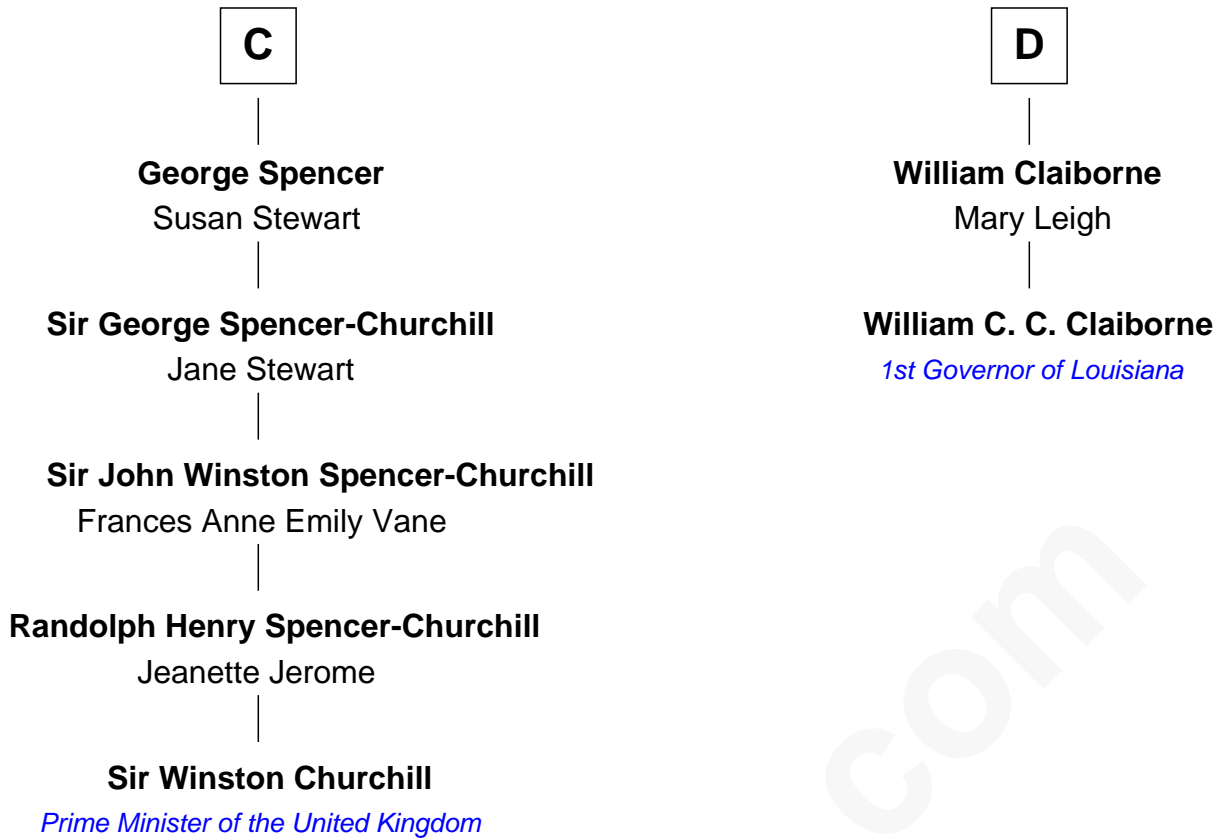 C
George Spencer
Susan Stewart
Sir George Spencer-Churchill
Jane Stewart
Sir John Winston Spencer-Churchill
Frances Anne Emily Vane
Randolph Henry Spencer-Churchill
Jeanette Jerome
Sir Winston Churchill
Prime Minister of the United Kingdom
D
William Claiborne
Mary Leigh
William C. C. Claiborne
1st Governor of Louisiana
com